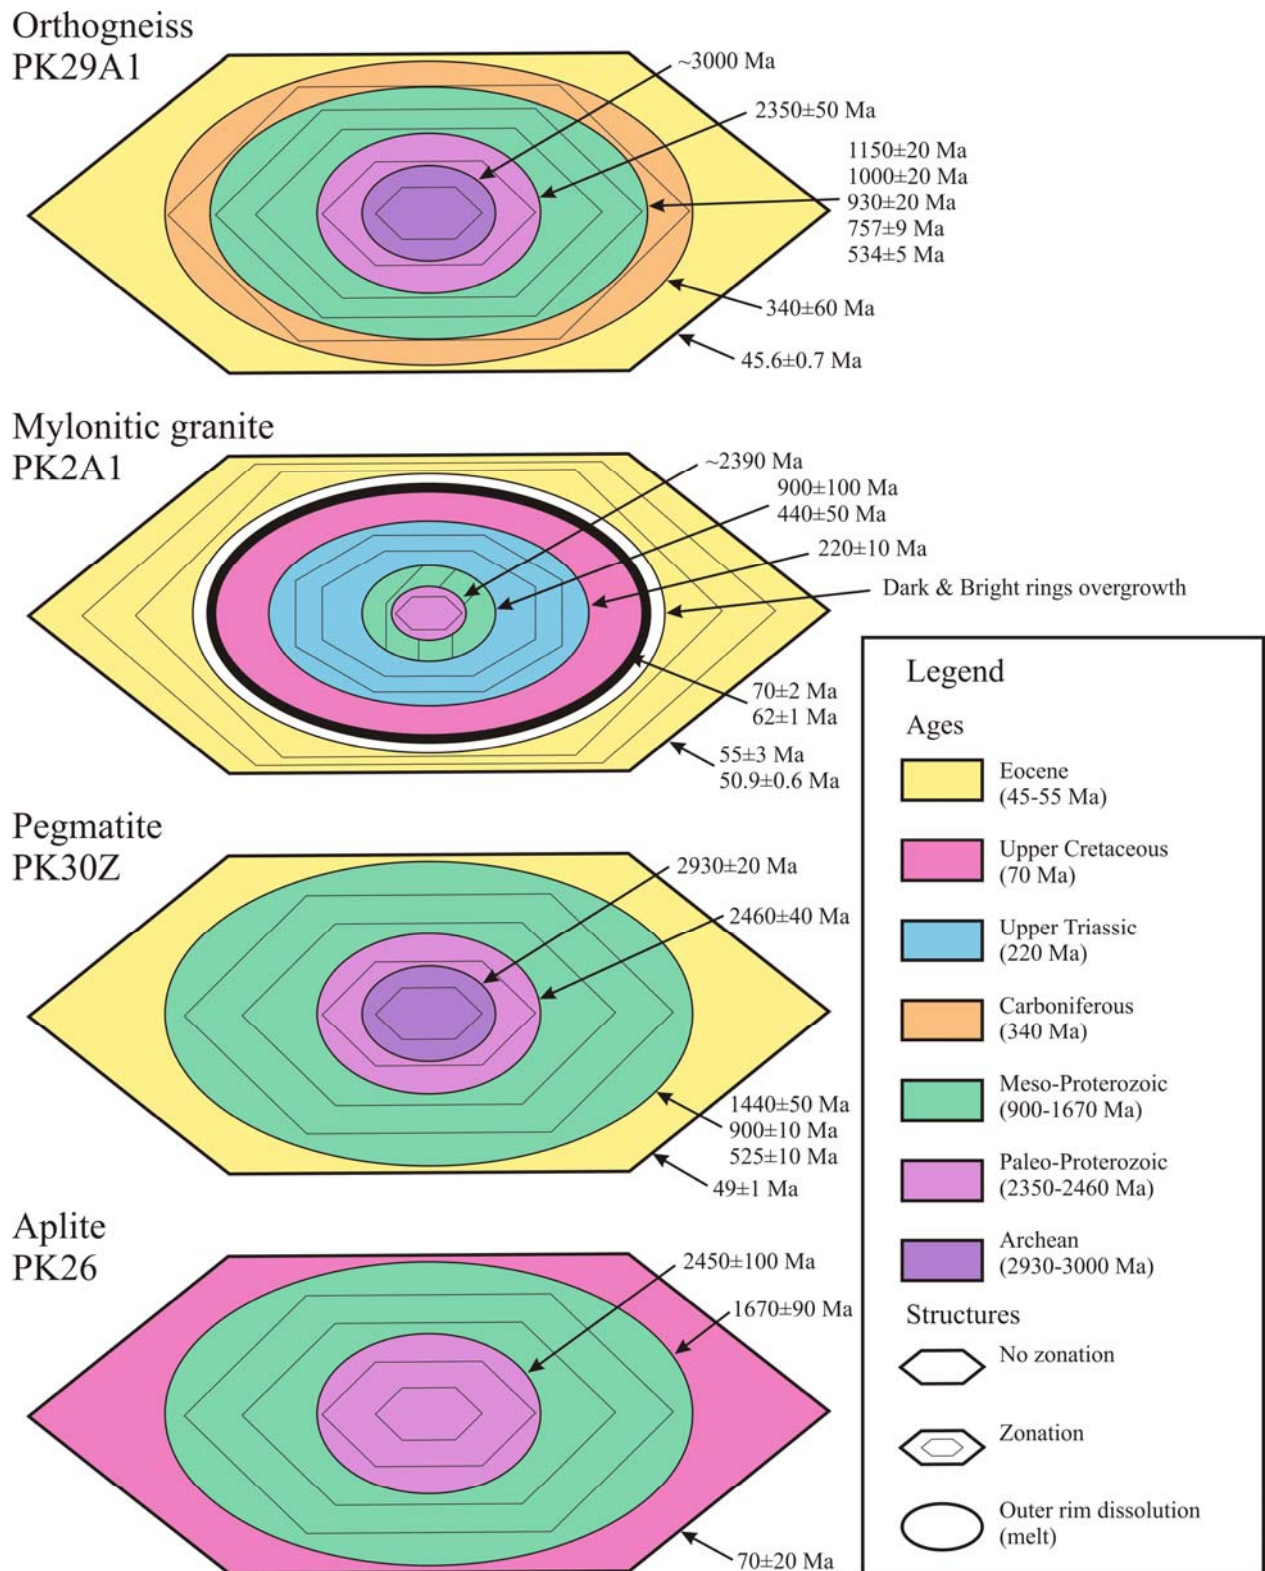 Orthogneiss
PK29A1
~3000 Ma
2350±50 Ma
1150±20 Ma
1000±20 Ma
930±20 Ma
757±9 Ma
534±5 Ma
340±60 Ma
45.6±0.7 Ma
Mylonitic granite
PK2A1
~2390 Ma
900±100 Ma
440±50 Ma
220±10 Ma
Dark & Bright rings overgrowth
70±2 Ma
62±1 Ma
55±3 Ma
50.9±0.6 Ma
Pegmatite
PK30Z
2930±20 Ma
2460±40 Ma
1440±50 Ma
900±10 Ma
525±10 Ma
49±1 Ma
Aplite
PK26
2450±100 Ma
1670±90 Ma
70±20 Ma
Legend
Ages
Eocene
(45-55 Ma)
Upper Cretaceous
(70 Ma)
Upper Triassic
(220 Ma)
Carboniferous
(340 Ma)
Meso-Proterozoic
(900-1670 Ma)
Paleo-Proterozoic
(2350-2460 Ma)
Archean
(2930-3000 Ma)
Structures
No zonation
Zonation
Outer rim dissolution
(melt)